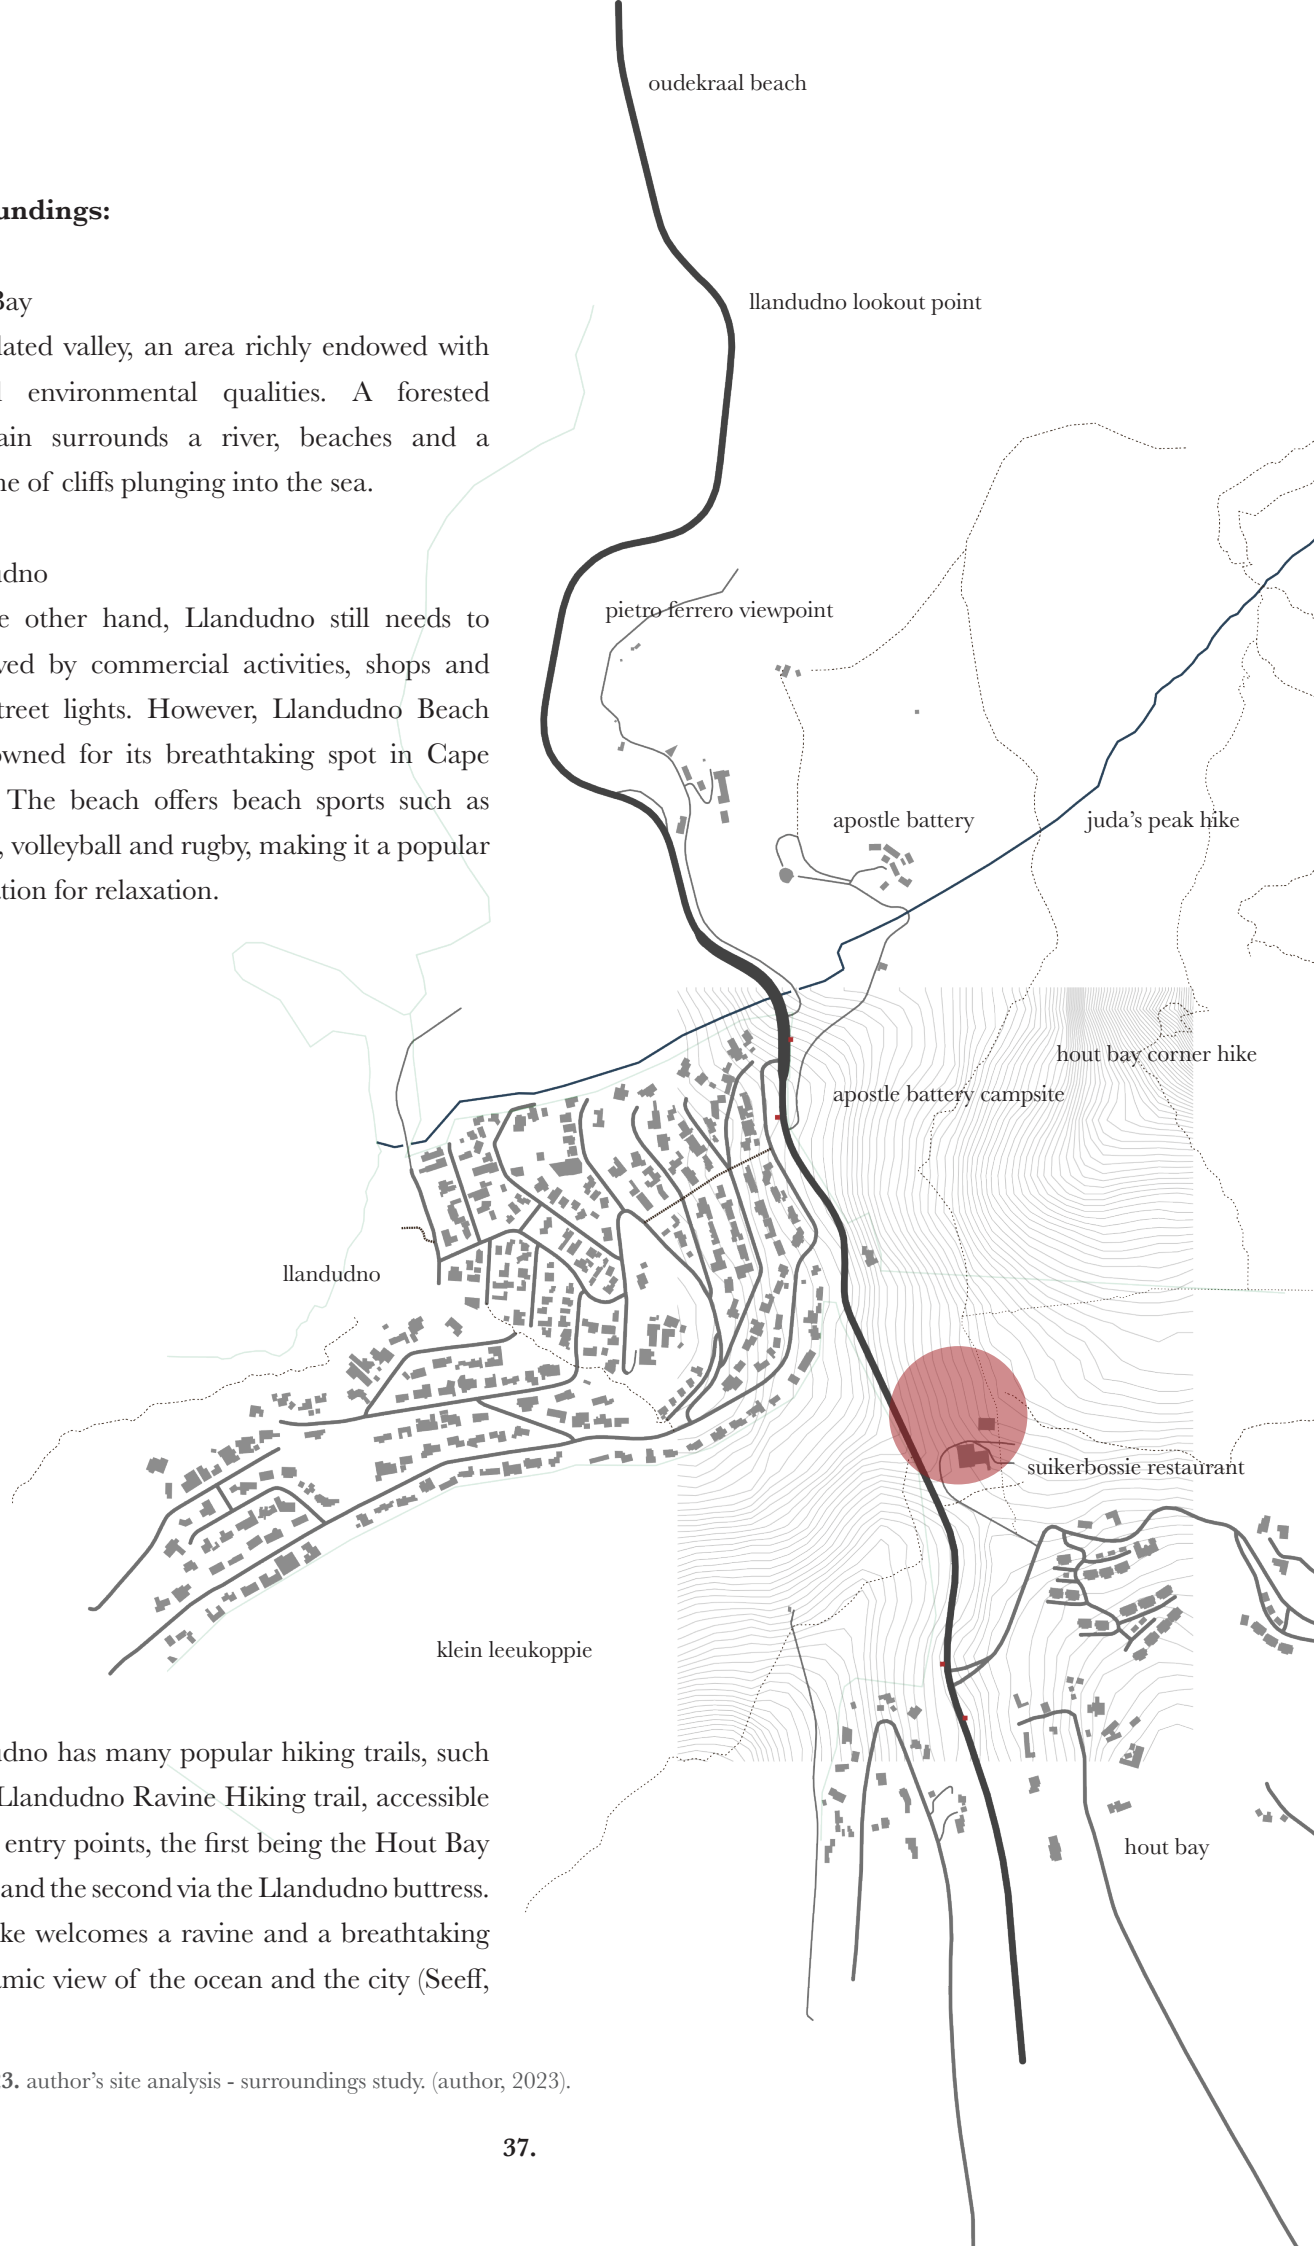 oudekraal beach
undings:
Bay
llandudno lookout point
lated valley, an area richly endowed with
environmental qualities. A forested
ain surrounds a river, beaches and a
ne of cliffs plunging into the sea.
udno
e other hand, Llandudno still needs to
ved by commercial activities, shops and
treet lights. However, Llandudno Beach
owned for its breathtaking spot in Cape
The beach offers beach sports such as
, volleyball and rugby, making it a popular
ation for relaxation.
pietro ferrero viewpoint
apostle battery
juda’s peak hike
hout bay corner hike
apostle battery campsite
llandudno
suikerbossie restaurant
klein leeukoppie
udno has many popular hiking trails, such
Llandudno Ravine Hiking trail, accessible
entry points, the first being the Hout Bay
and the second via the Llandudno buttress.
ke welcomes a ravine and a breathtaking
amic view of the ocean and the city (Seeff,
hout bay
3. author’s site analysis - surroundings study. (author, 2023).
37.